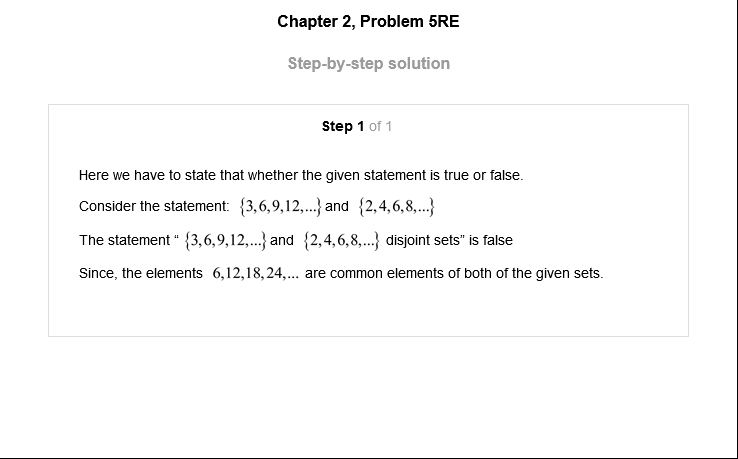 Chapter 2, Problem 5RE
Step-by-step solution
Step 1 of 1
Here we have to state that whether the given statement is true or false.
Consider the statement: {3,6,9,12,...} and {2,4,6,8,...}
The statement “ {3,6,9,12,...} and {2,4,6,8,...} disjoint sets” is false
Since, the elements 6,12,18,24,... are common elements of both of the given sets.